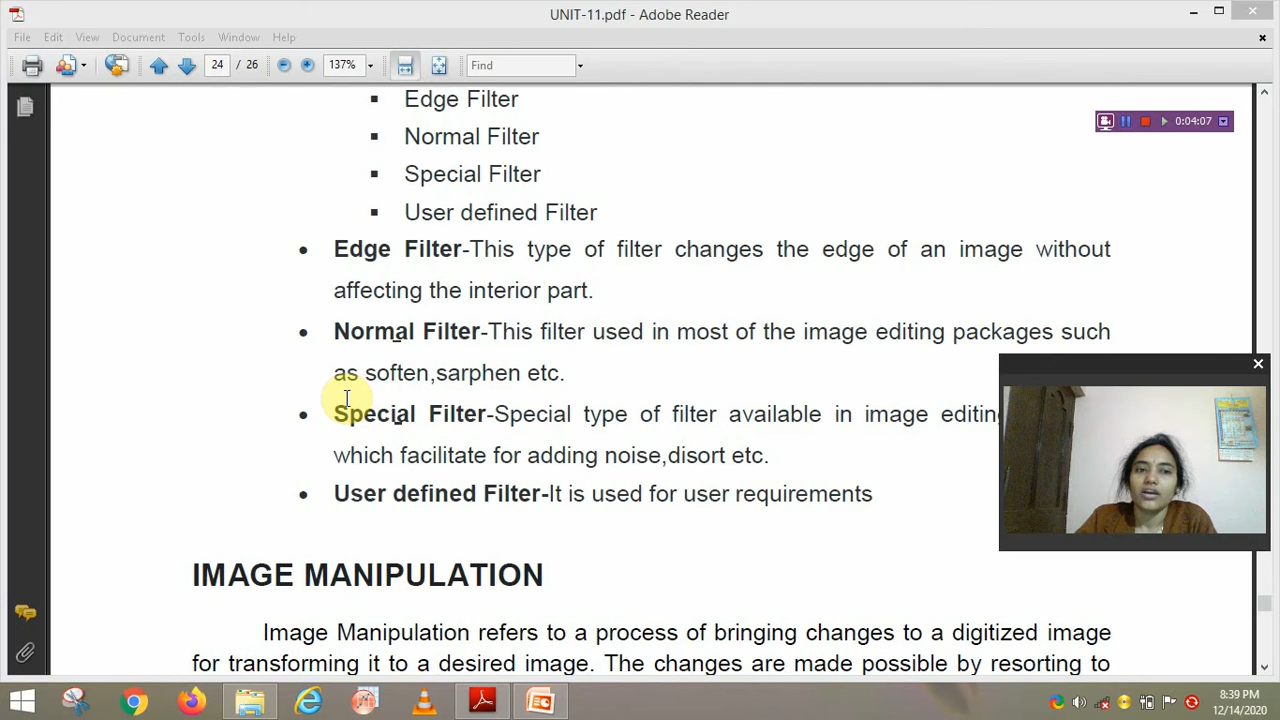 UNIT-11.pdf - Adobe Reader
File Edit View Document Tools Window Help
24 / 26 137% Find
Edge Filter
0:04:07
Normal Filter
Special Filter
User defined Filter
Edge Filter-This type of filter changes the edge of an image without
affecting the interior part.
Normal Filter-This filter used in most of the image editing packages such
as soften,sarphen etc.
Special Filter-Special type of filter available in image editing
which facilitate for adding noise,disort etc.
User defined Filter-It is used for user requirements
IMAGE MANIPULATION
Image Manipulation refers to a process of bringing changes to a digitized image
for transforming it to a desired image. The changes are made possible by resorting to
8:39 PM
12/14/2020